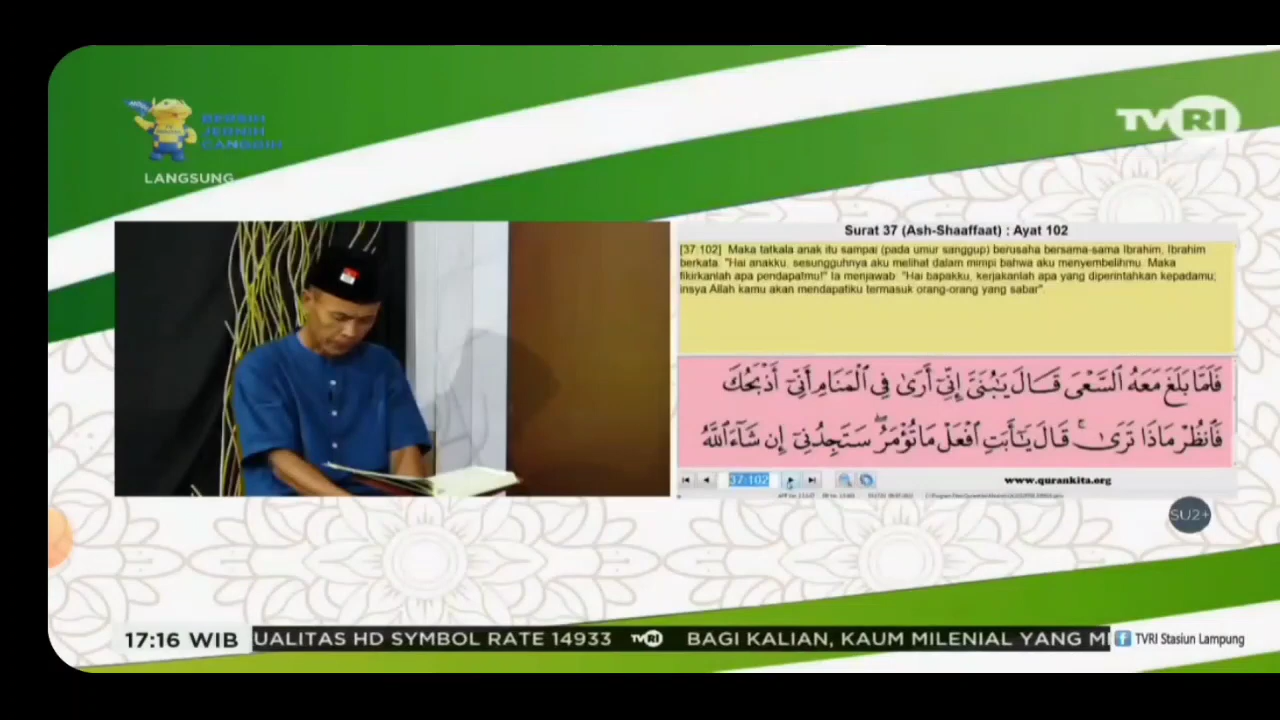 BERSIH
JERNIH
CANGGIH
LANGSUNG
TVRI
Surat 37 (Ash-Shaaffaat) : Ayat 102
[37:102] Maka tatkala anak itu sampai (pada umur sanggup) berusaha bersama-sama Ibrahim, Ibrahim
berkata: "Hai anakku, sesungguhnya aku melihat dalam mimpi bahwa aku menyembelihmu. Maka
fikirkanlah apa pendapatmu!" Ia menjawab: "Hai bapakku, kerjakanlah apa yang diperintahkan kepadamu;
insya Allah kamu akan mendapatiku termasuk orang-orang yang sabar".
فَلَمَّا بَلَغَ مَعَهُ ٱلسَّعْىَ قَالَ يَٰبُنَىَّ إِنِّىٓ أَرَىٰ فِى ٱلْمَنَامِ أَنِّىٓ أَذْبَحُكَ
فَٱنظُرْ مَاذَا تَرَىٰ ۚ قَالَ يَٰٓأَبَتِ ٱفْعَلْ مَا تُؤْمَرُ ۖ سَتَجِدُنِىٓ إِن شَآءَ ٱللَّهُ
37:102
www.qurankita.org
SU2+
17:16 WIB
UALITAS HD SYMBOL RATE 14933 TVRI BAGI KALIAN, KAUM MILENIAL YANG M
TVRI Stasiun Lampung